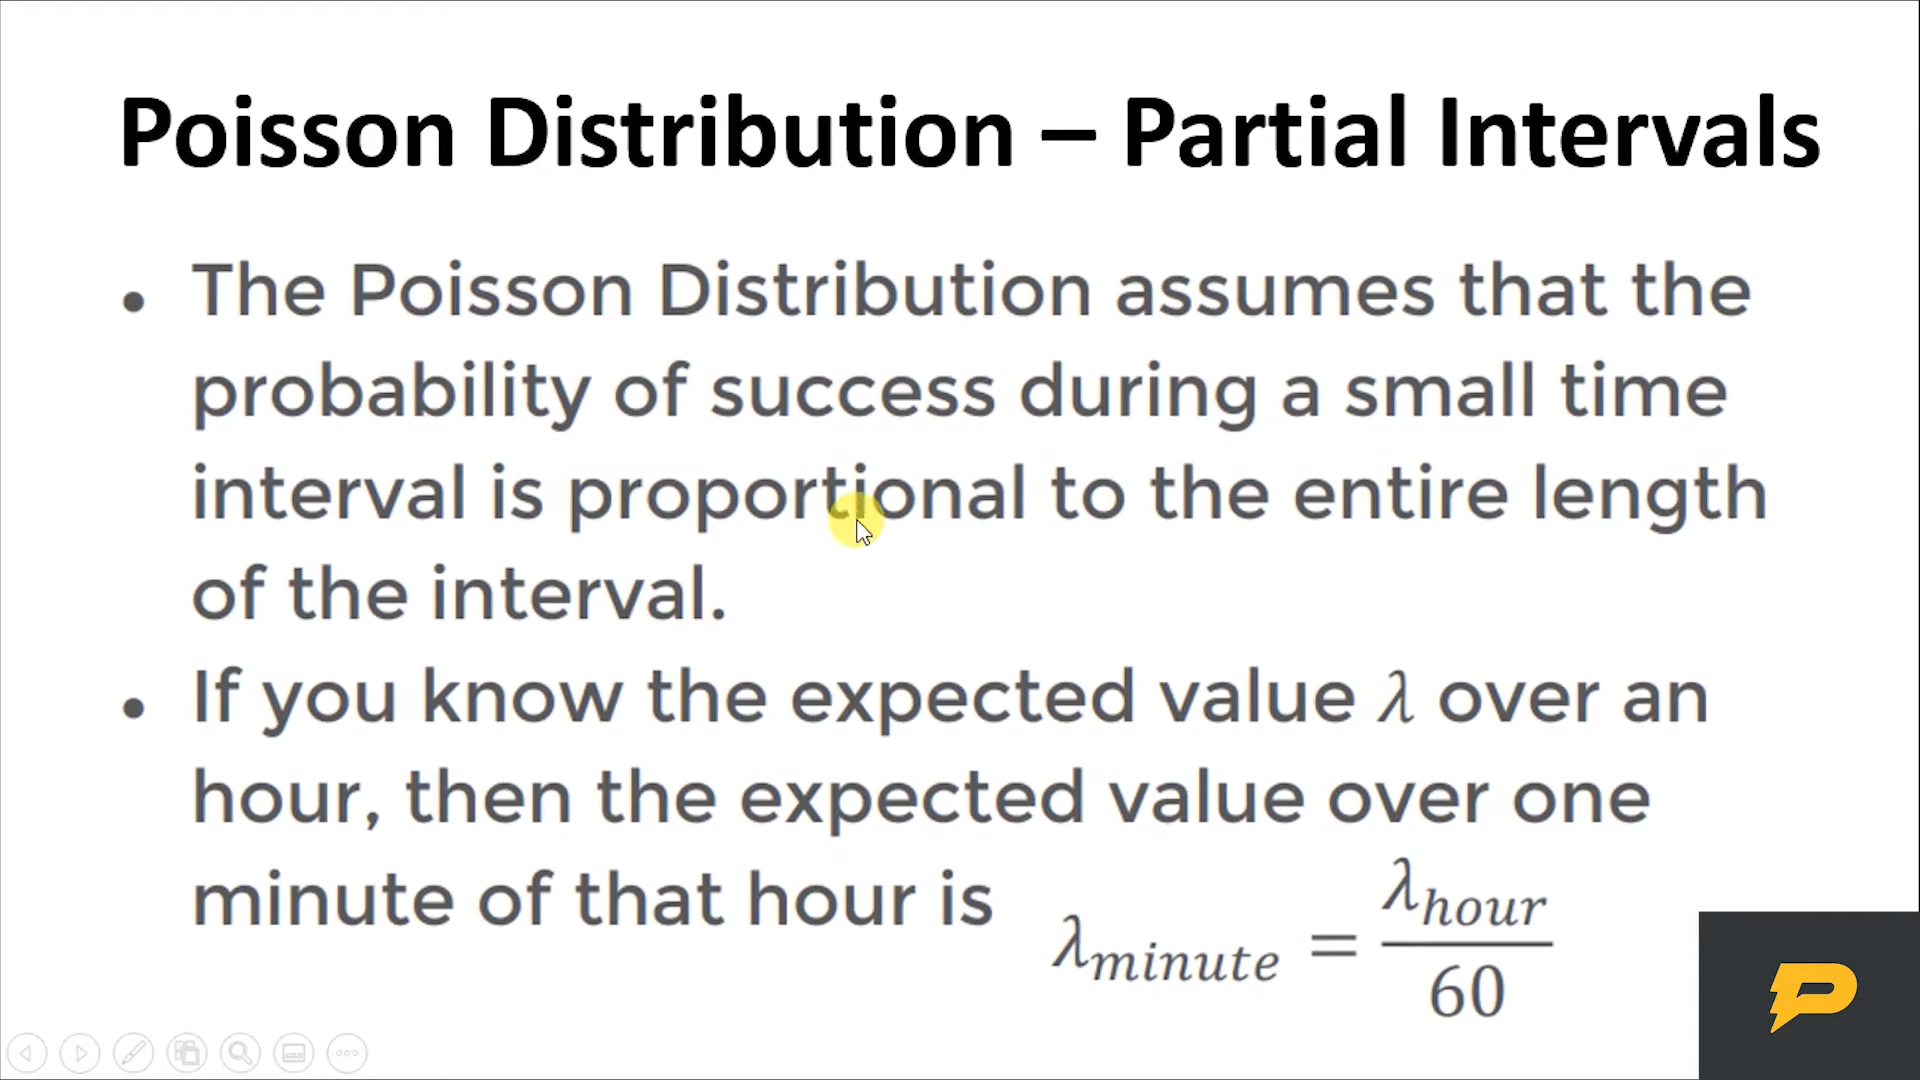 Poisson Distribution – Partial Intervals
• The Poisson Distribution assumes that the
probability of success during a small time
interval is proportional to the entire length
of the interval.
• If you know the expected value λ over an
hour, then the expected value over one
minute of that hour is
λ_minute = λ_hour / 60